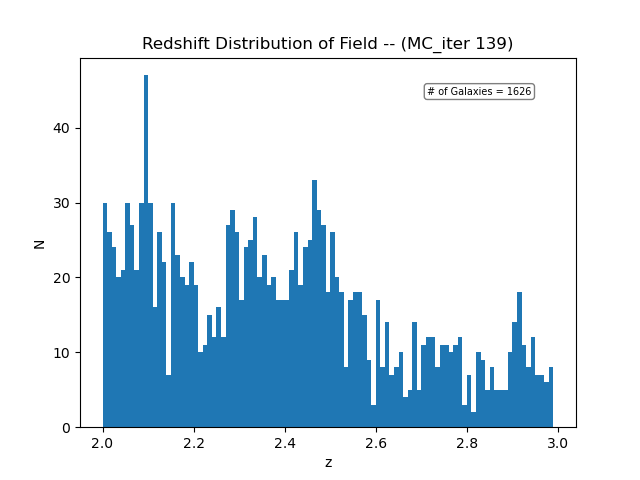 Redshift Distribution of Field -- (MC_iter 139)
# of Galaxies = 1626
N
40
30
20
10
0
2.0 2.2 2.4 2.6 2.8 3.0
z